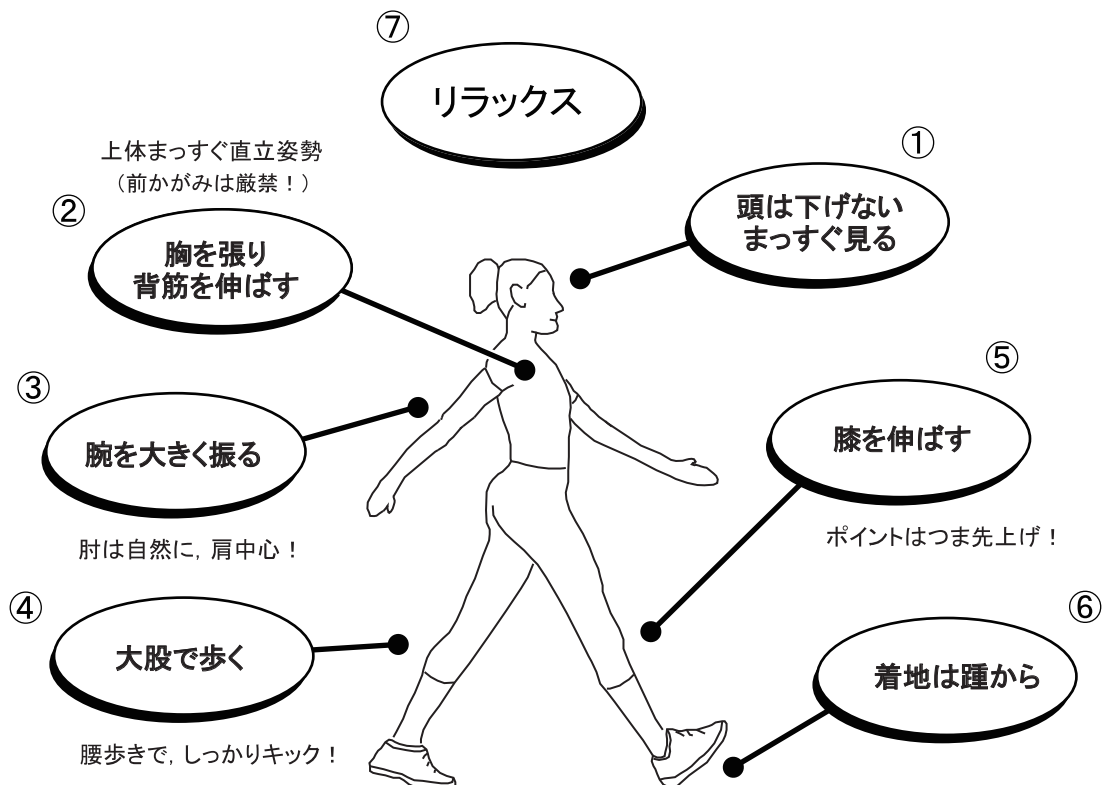 ⑦
リラックス
①
頭は下げない
まっすぐ見る
上体まっすぐ直立姿勢
（前かがみは厳禁！）
②
胸を張り
背筋を伸ばす
③
腕を大きく振る
肘は自然に, 肩中心！
④
大股で歩く
腰歩きで, しっかりキック！
⑤
膝を伸ばす
ポイントはつま先上げ！
⑥
着地は踵から